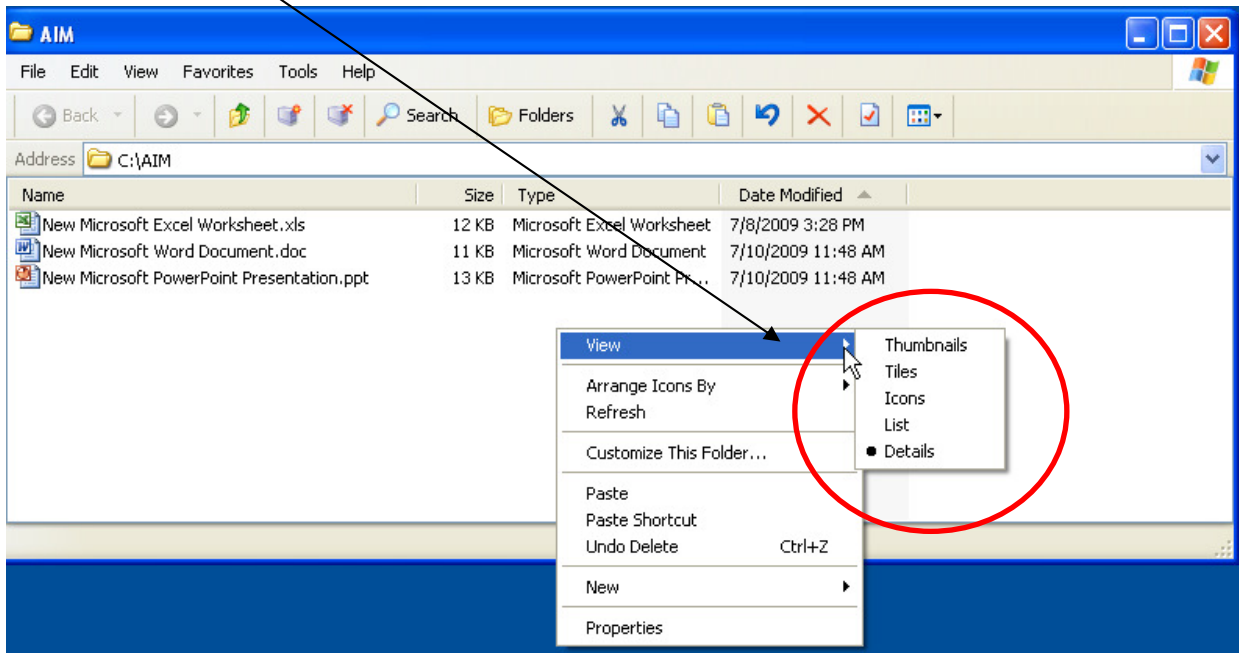 AIM
File Edit View Favorites Tools Help
Back Search Folders
Address C:\AIM
Name Size Type Date Modified
New Microsoft Excel Worksheet.xls 12 KB Microsoft Excel Worksheet 7/8/2009 3:28 PM
New Microsoft Word Document.doc 11 KB Microsoft Word Document 7/10/2009 11:48 AM
New Microsoft PowerPoint Presentation.ppt 13 KB Microsoft PowerPoint Pr... 7/10/2009 11:48 AM
View
Arrange Icons By
Refresh
Customize This Folder...
Paste
Paste Shortcut
Undo Delete Ctrl+Z
New
Properties
Thumbnails
Tiles
Icons
List
Details